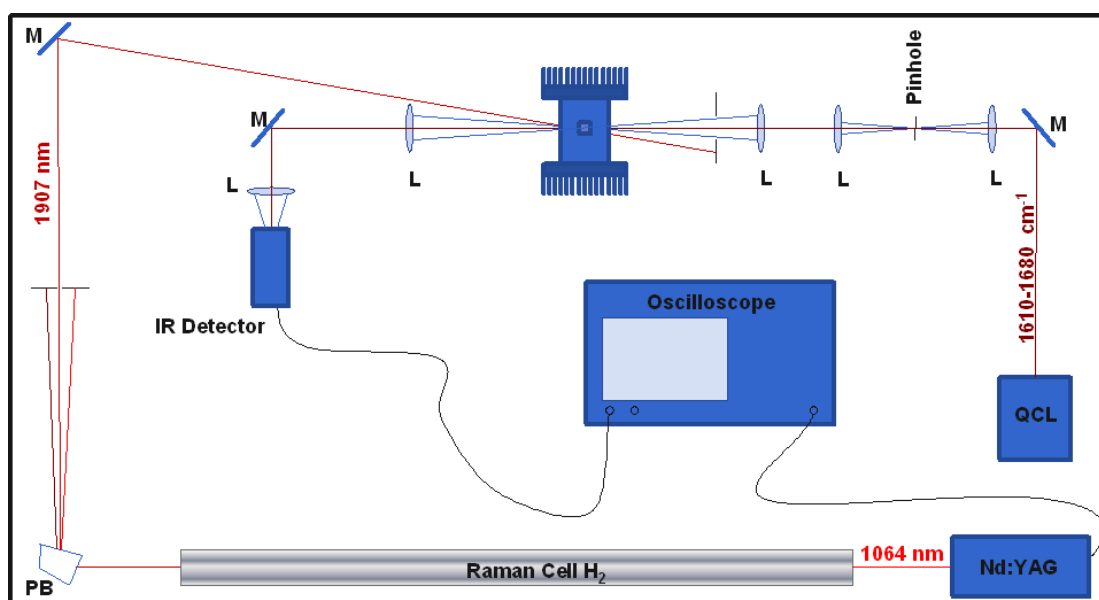 M
Pinhole
M
M
L
L
L
L
L
1907 nm
1610-1680 cm⁻¹
IR Detector
Oscilloscope
QCL
1064 nm
Raman Cell H₂
Nd:YAG
PB